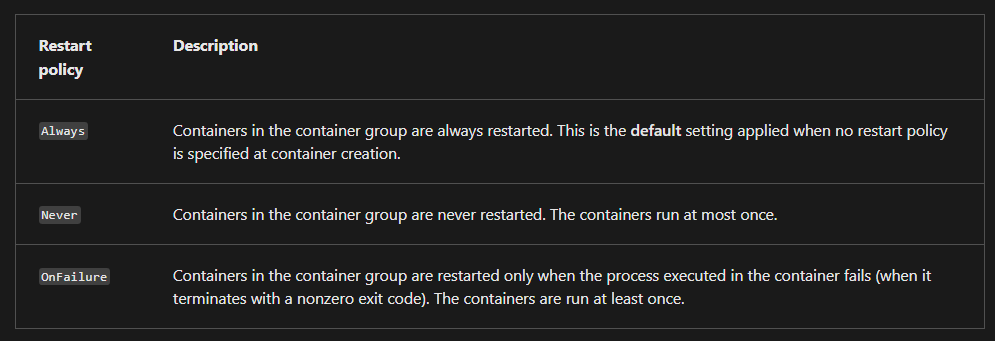 Restart policy
Description
Always
Containers in the container group are always restarted. This is the default setting applied when no restart policy
is specified at container creation.
Never
Containers in the container group are never restarted. The containers run at most once.
OnFailure
Containers in the container group are restarted only when the process executed in the container fails (when it
terminates with a nonzero exit code). The containers are run at least once.